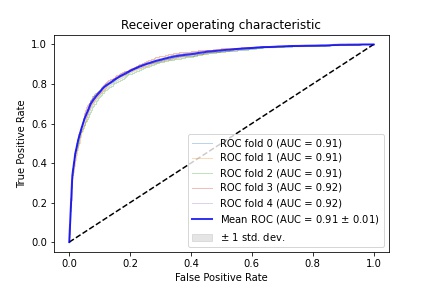 Receiver operating characteristic
True Positive Rate
1.0
0.8
0.6
0.4
0.2
0.0
ROC fold 0 (AUC = 0.91)
ROC fold 1 (AUC = 0.91)
ROC fold 2 (AUC = 0.91)
ROC fold 3 (AUC = 0.92)
ROC fold 4 (AUC = 0.92)
Mean ROC (AUC = 0.91 ± 0.01)
± 1 std. dev.
0.0 0.2 0.4 0.6 0.8 1.0
False Positive Rate